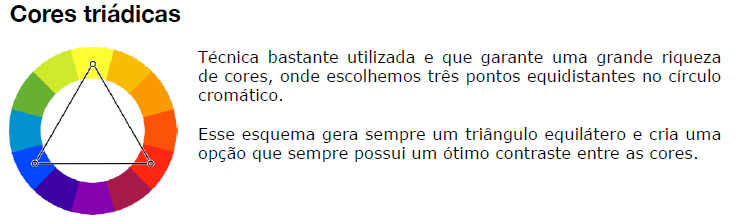 Cores triádicas
Técnica bastante utilizada e que garante uma grande riqueza
de cores, onde escolhemos três pontos equidistantes no círculo
cromático.
Esse esquema gera sempre um triângulo equilátero e cria uma
opção que sempre possui um ótimo contraste entre as cores.